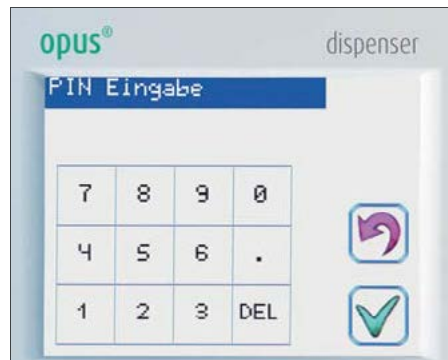 opus® dispenser
PIN Eingabe
7 8 9 0
4 5 6 .
1 2 3 DEL